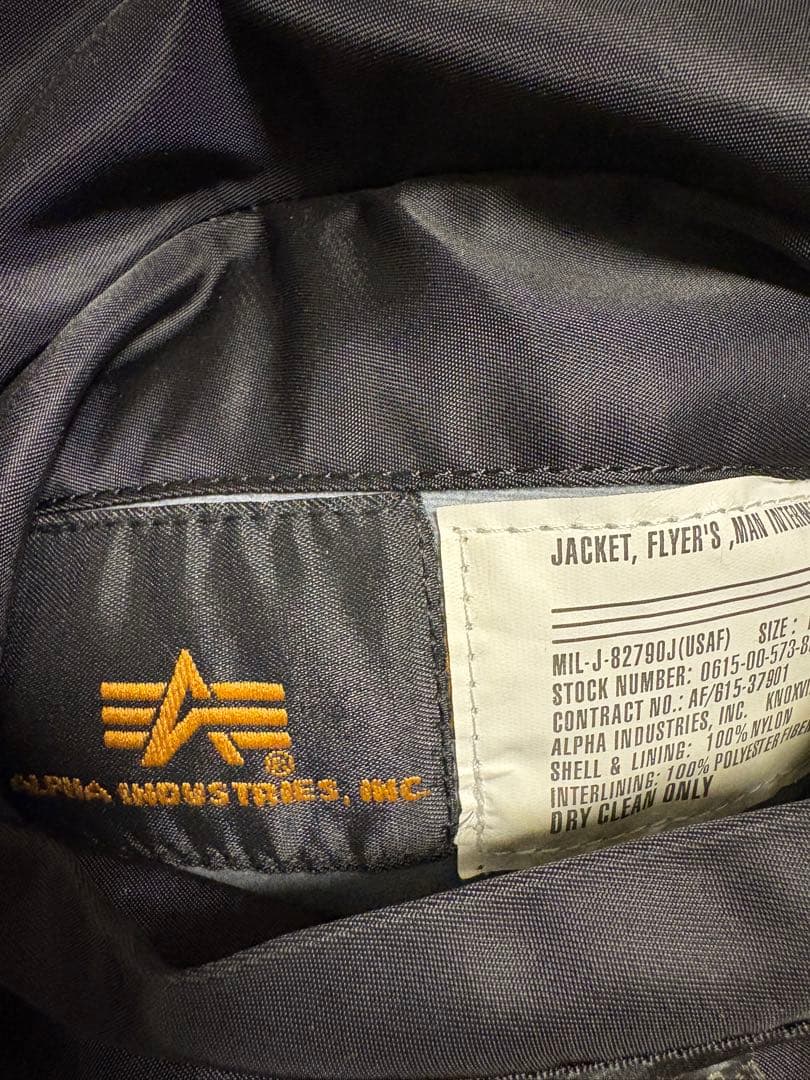 ALPHA INDUSTRIES, INC.
®
JACKET, FLYER'S ,MAN
MIL-J-82790J(USAF) SIZE:
STOCK NUMBER: 0615-00-573-
CONTRACT NO.: AF/615-37901
ALPHA INDUSTRIES, INC.
SHELL & LINING: 100% NYLON
INTERLINING: 100% POLYESTER
DRY CLEAN ONLY